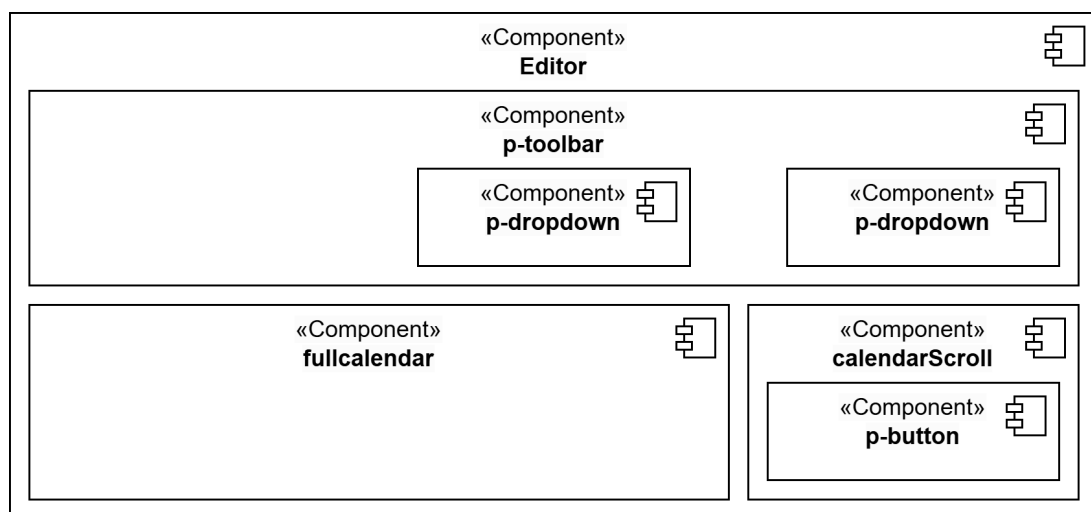 «Component»
Editor
«Component»
p-toolbar
«Component»
p-dropdown
«Component»
p-dropdown
«Component»
fullcalendar
«Component»
calendarScroll
«Component»
p-button